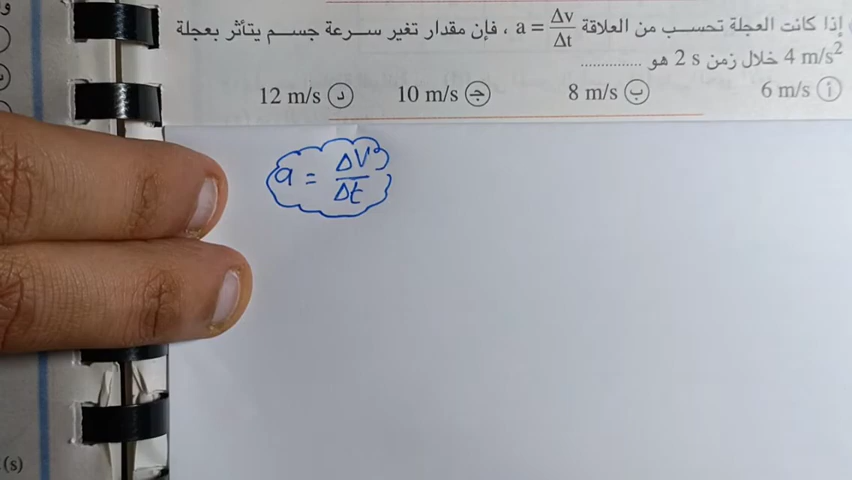 إذا كانت العجلة تحسب من العلاقة a = Δv/Δt ، فإن مقدار تغير سرعة جسم يتأثر بعجلة
4 m/s² خلال زمن 2 s هو ...............
أ 6 m/s ب 8 m/s ج 10 m/s د 12 m/s
a = ΔV/Δt
(s)